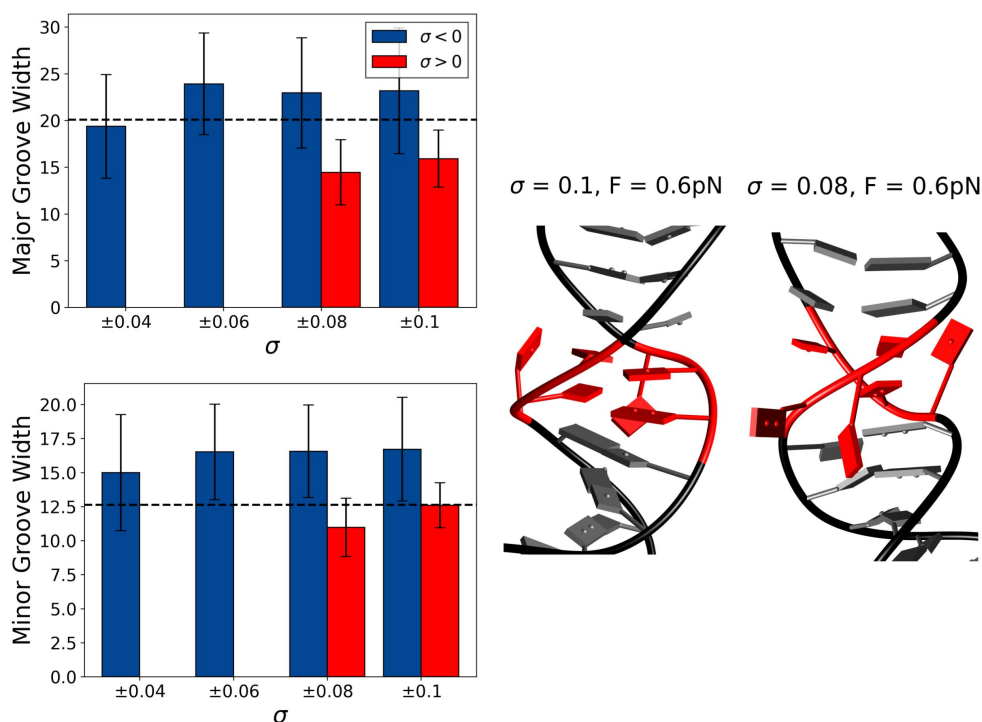 30
25
20
15
10
5
0
Major Groove Width
σ < 0
σ > 0
±0.04 ±0.06 ±0.08 ±0.1
σ
20.0
17.5
15.0
12.5
10.0
7.5
5.0
2.5
0.0
Minor Groove Width
±0.04 ±0.06 ±0.08 ±0.1
σ
σ = 0.1, F = 0.6pN
σ = 0.08, F = 0.6pN